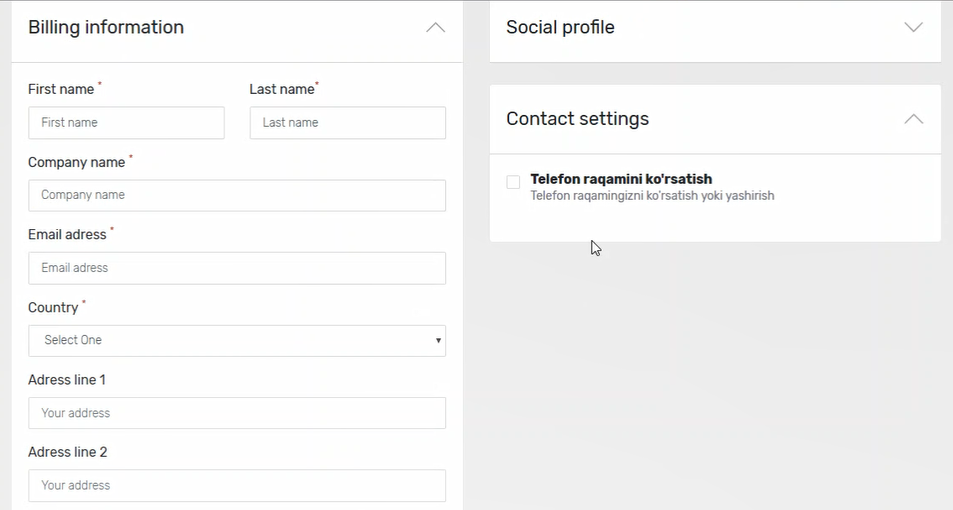 Billing information
First name *
Last name*
First name
Last name
Company name *
Company name
Email adress *
Email adress
Country *
Select One
Adress line 1
Your address
Adress line 2
Your address
Social profile
Contact settings
Telefon raqamini ko'rsatish
Telefon raqamingizni ko'rsatish yoki yashirish